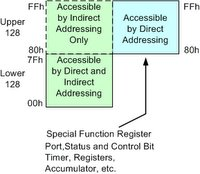 FFh
Upper
128
80h
Accessible
by Indirect
Addressing
Only
Accessible
by Direct
Addressing
FFh
80h
7Fh
Lower
128
00h
Accessible
by Direct and
Indirect
Addressing
Special Function Register
Port,Status and Control Bit
Timer, Registers,
Accumulator, etc.